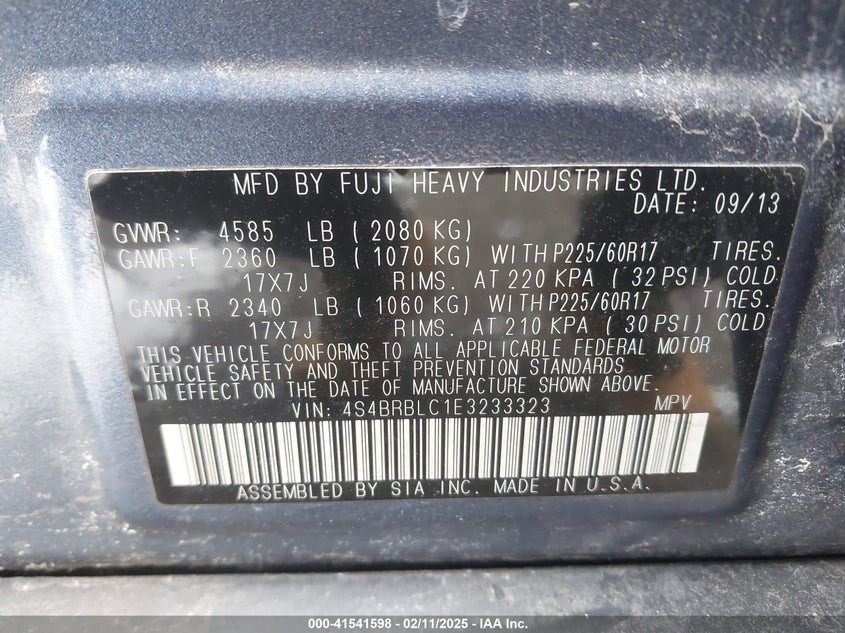 MFD BY FUJI HEAVY INDUSTRIES LTD.
DATE: 09/13
GVWR: 4585 LB ( 2080 KG)
GAWR:F 2360 LB ( 1070 KG) WITH P225/60R17 TIRES.
17X7J RIMS. AT 220 KPA ( 32 PSI) COLD
GAWR:R 2340 LB ( 1060 KG) WITH P225/60R17 TIRES.
17X7J RIMS. AT 210 KPA ( 30 PSI) COLD
THIS VEHICLE CONFORMS TO ALL APPLICABLE FEDERAL MOTOR
VEHICLE SAFETY AND THEFT PREVENTION STANDARDS
IN EFFECT ON THE DATE OF MANUFACTURE SHOWN ABOVE.
VIN: 4S4BRBLC1E3233323 MPV
ASSEMBLED BY SIA INC. MADE IN U.S.A.
000-41541598 - 02/11/2025 - IAA Inc.